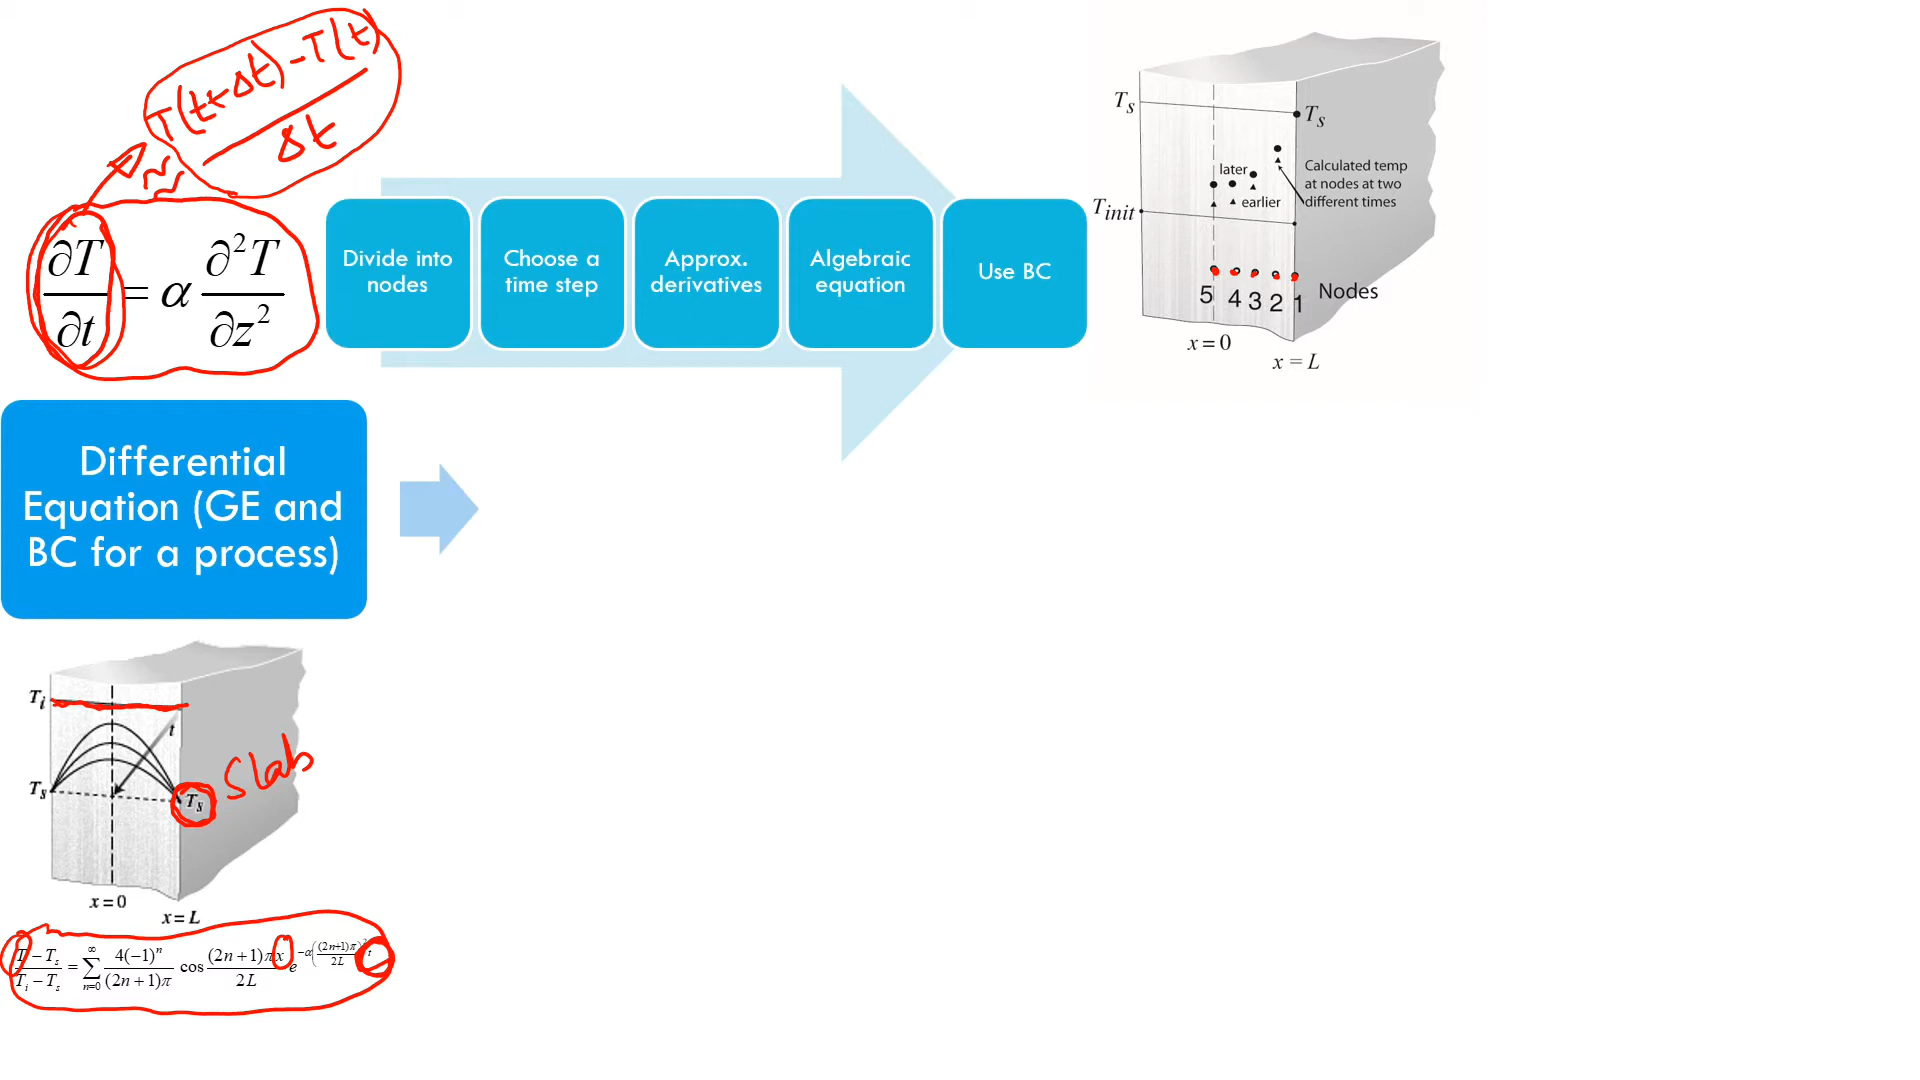 T(t+Δt)-T(t)
Δt
≈
∂T
∂t
= α
∂²T
∂z²
Divide into
nodes
Choose a
time step
Approx.
derivatives
Algebraic
equation
Use BC
Ts
Ts
later
Calculated temp
at nodes at two
different times
Tinit
earlier
5 4 3 2 1
Nodes
x = 0
x = L
Differential
Equation (GE and
BC for a process)
Ti
t
Ts
Ts
Slab
x = 0
x = L
T − Ts
Ti − Ts
= ∞ ∑ n=0
4(−1)ⁿ
(2n+1)π
cos
(2n+1)πx
2L
e
−α((2n+1)π
2L
)² t